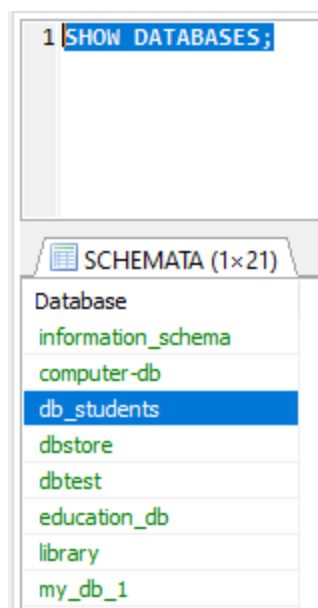 1 SHOW DATABASES;
SCHEMATA (1×21)
Database
information_schema
computer-db
db_students
dbstore
dbtest
education_db
library
my_db_1